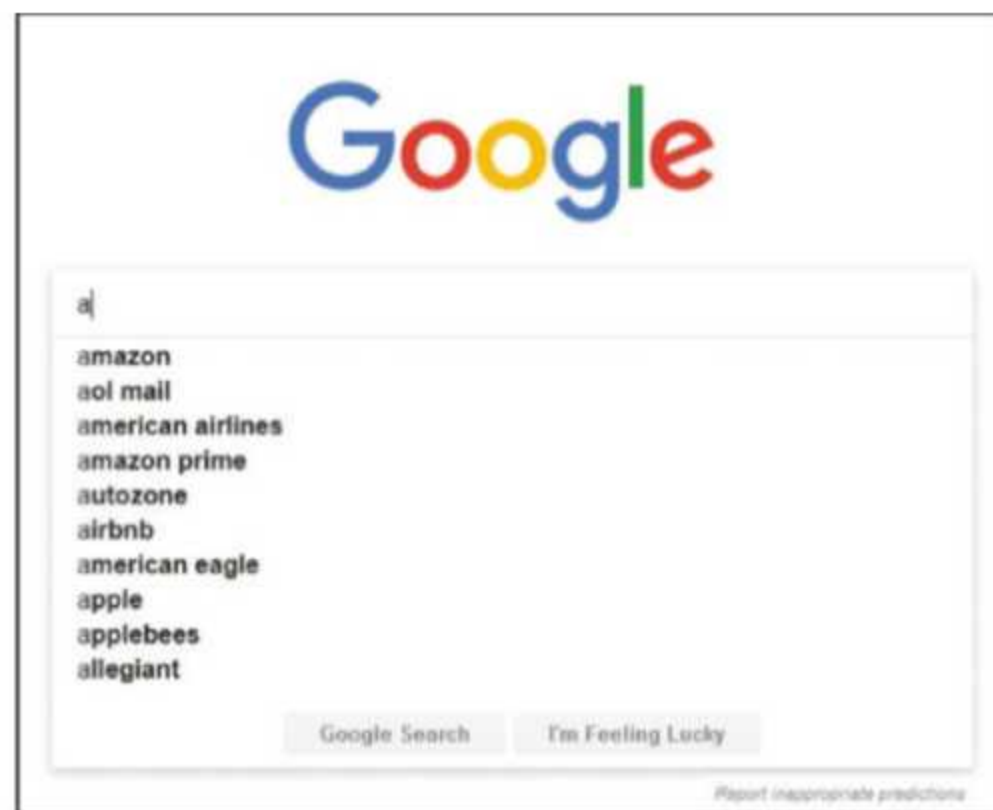 Google
a
amazon
aol mail
american airlines
amazon prime
autozone
airbnb
american eagle
apple
applebees
allegiant
Google Search I'm Feeling Lucky
Report inappropriate predictions